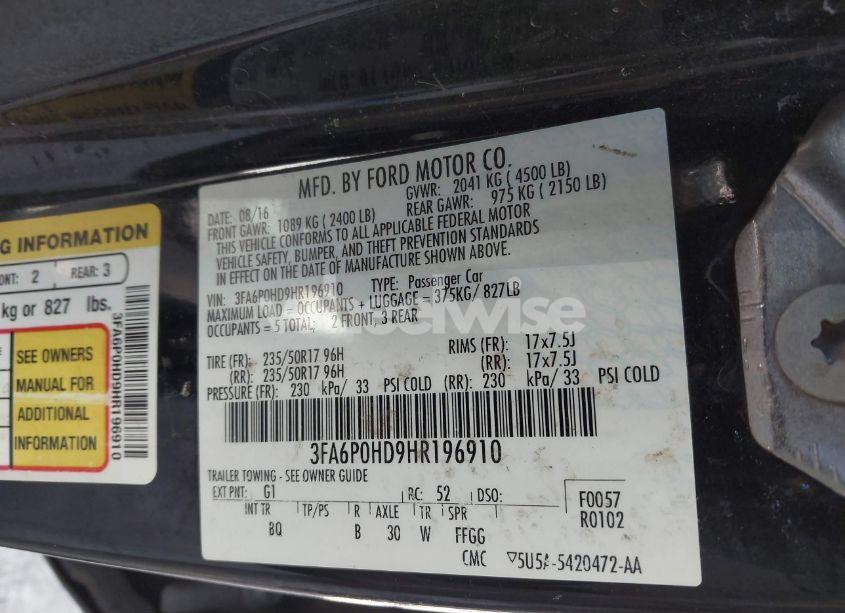 MFD. BY FORD MOTOR CO.
DATE: 08/16
GVWR: 2041 KG ( 4500 LB)
FRONT GAWR: 1089 KG ( 2400 LB)
REAR GAWR: 975 KG ( 2150 LB)
THIS VEHICLE CONFORMS TO ALL APPLICABLE FEDERAL MOTOR
VEHICLE SAFETY, BUMPER, AND THEFT PREVENTION STANDARDS
IN EFFECT ON THE DATE OF MANUFACTURE SHOWN ABOVE.
VIN: 3FA6P0HD9HR196910
TYPE: Passenger Car
MAXIMUM LOAD = OCCUPANTS + LUGGAGE = 375KG/ 827LB
OCCUPANTS = 5 TOTAL; 2 FRONT, 3 REAR
TIRE (FR): 235/50R17 96H
RIMS (FR): 17x7.5J
(RR): 235/50R17 96H
(RR): 17x7.5J
PRESSURE (FR): 230 kPa/ 33 PSI COLD (RR): 230 kPa/ 33 PSI COLD
3FA6P0HD9HR196910
TRAILER TOWING - SEE OWNER GUIDE
EXT PNT: G1 RC: 52 DSO:
F0057
R0102
INT TR TP/PS R AXLE TR SPR
BQ B 30 W FFGG
CMC 5U5A-5420472-AA
G INFORMATION
ONT: 2 REAR: 3
kg or 827 lbs.
SEE OWNERS
MANUAL FOR
ADDITIONAL
INFORMATION
3FA6P0HD9HR196910